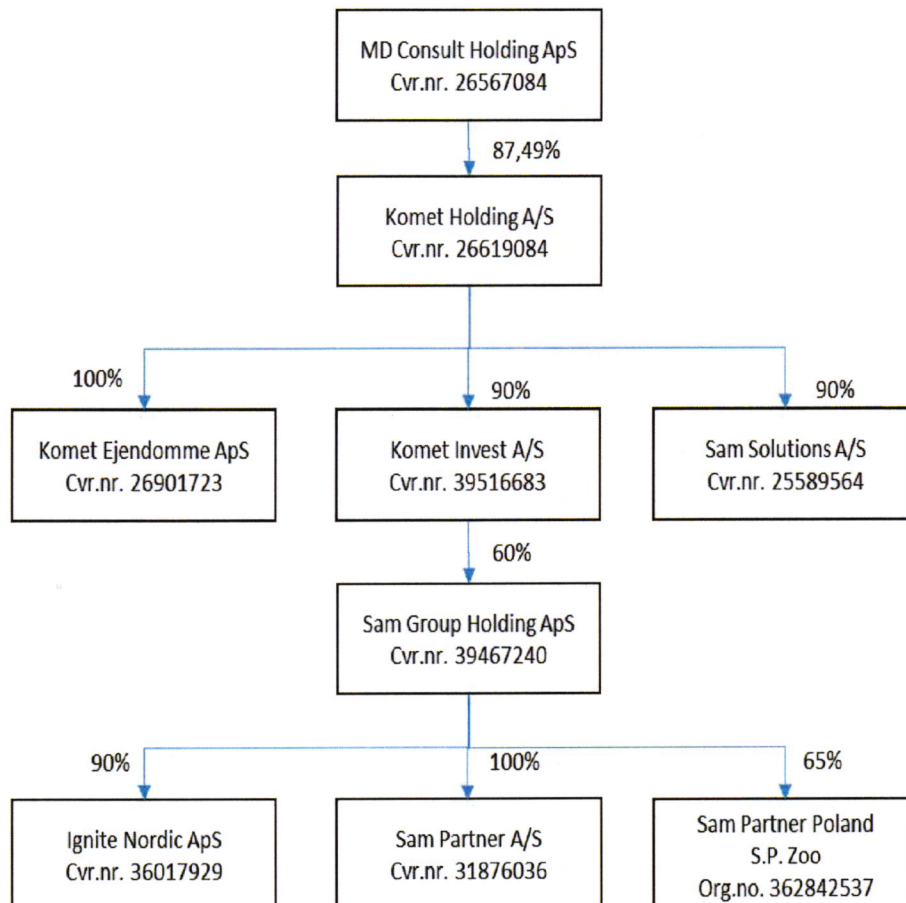 MD Consult Holding ApS
Cvr.nr. 26567084
87,49%
Komet Holding A/S
Cvr.nr. 26619084
100%
90%
90%
Komet Ejendomme ApS
Cvr.nr. 26901723
Komet Invest A/S
Cvr.nr. 39516683
Sam Solutions A/S
Cvr.nr. 25589564
60%
Sam Group Holding ApS
Cvr.nr. 39467240
90%
100%
65%
Ignite Nordic ApS
Cvr.nr. 36017929
Sam Partner A/S
Cvr.nr. 31876036
Sam Partner Poland
S.P. Zoo
Org.no. 362842537